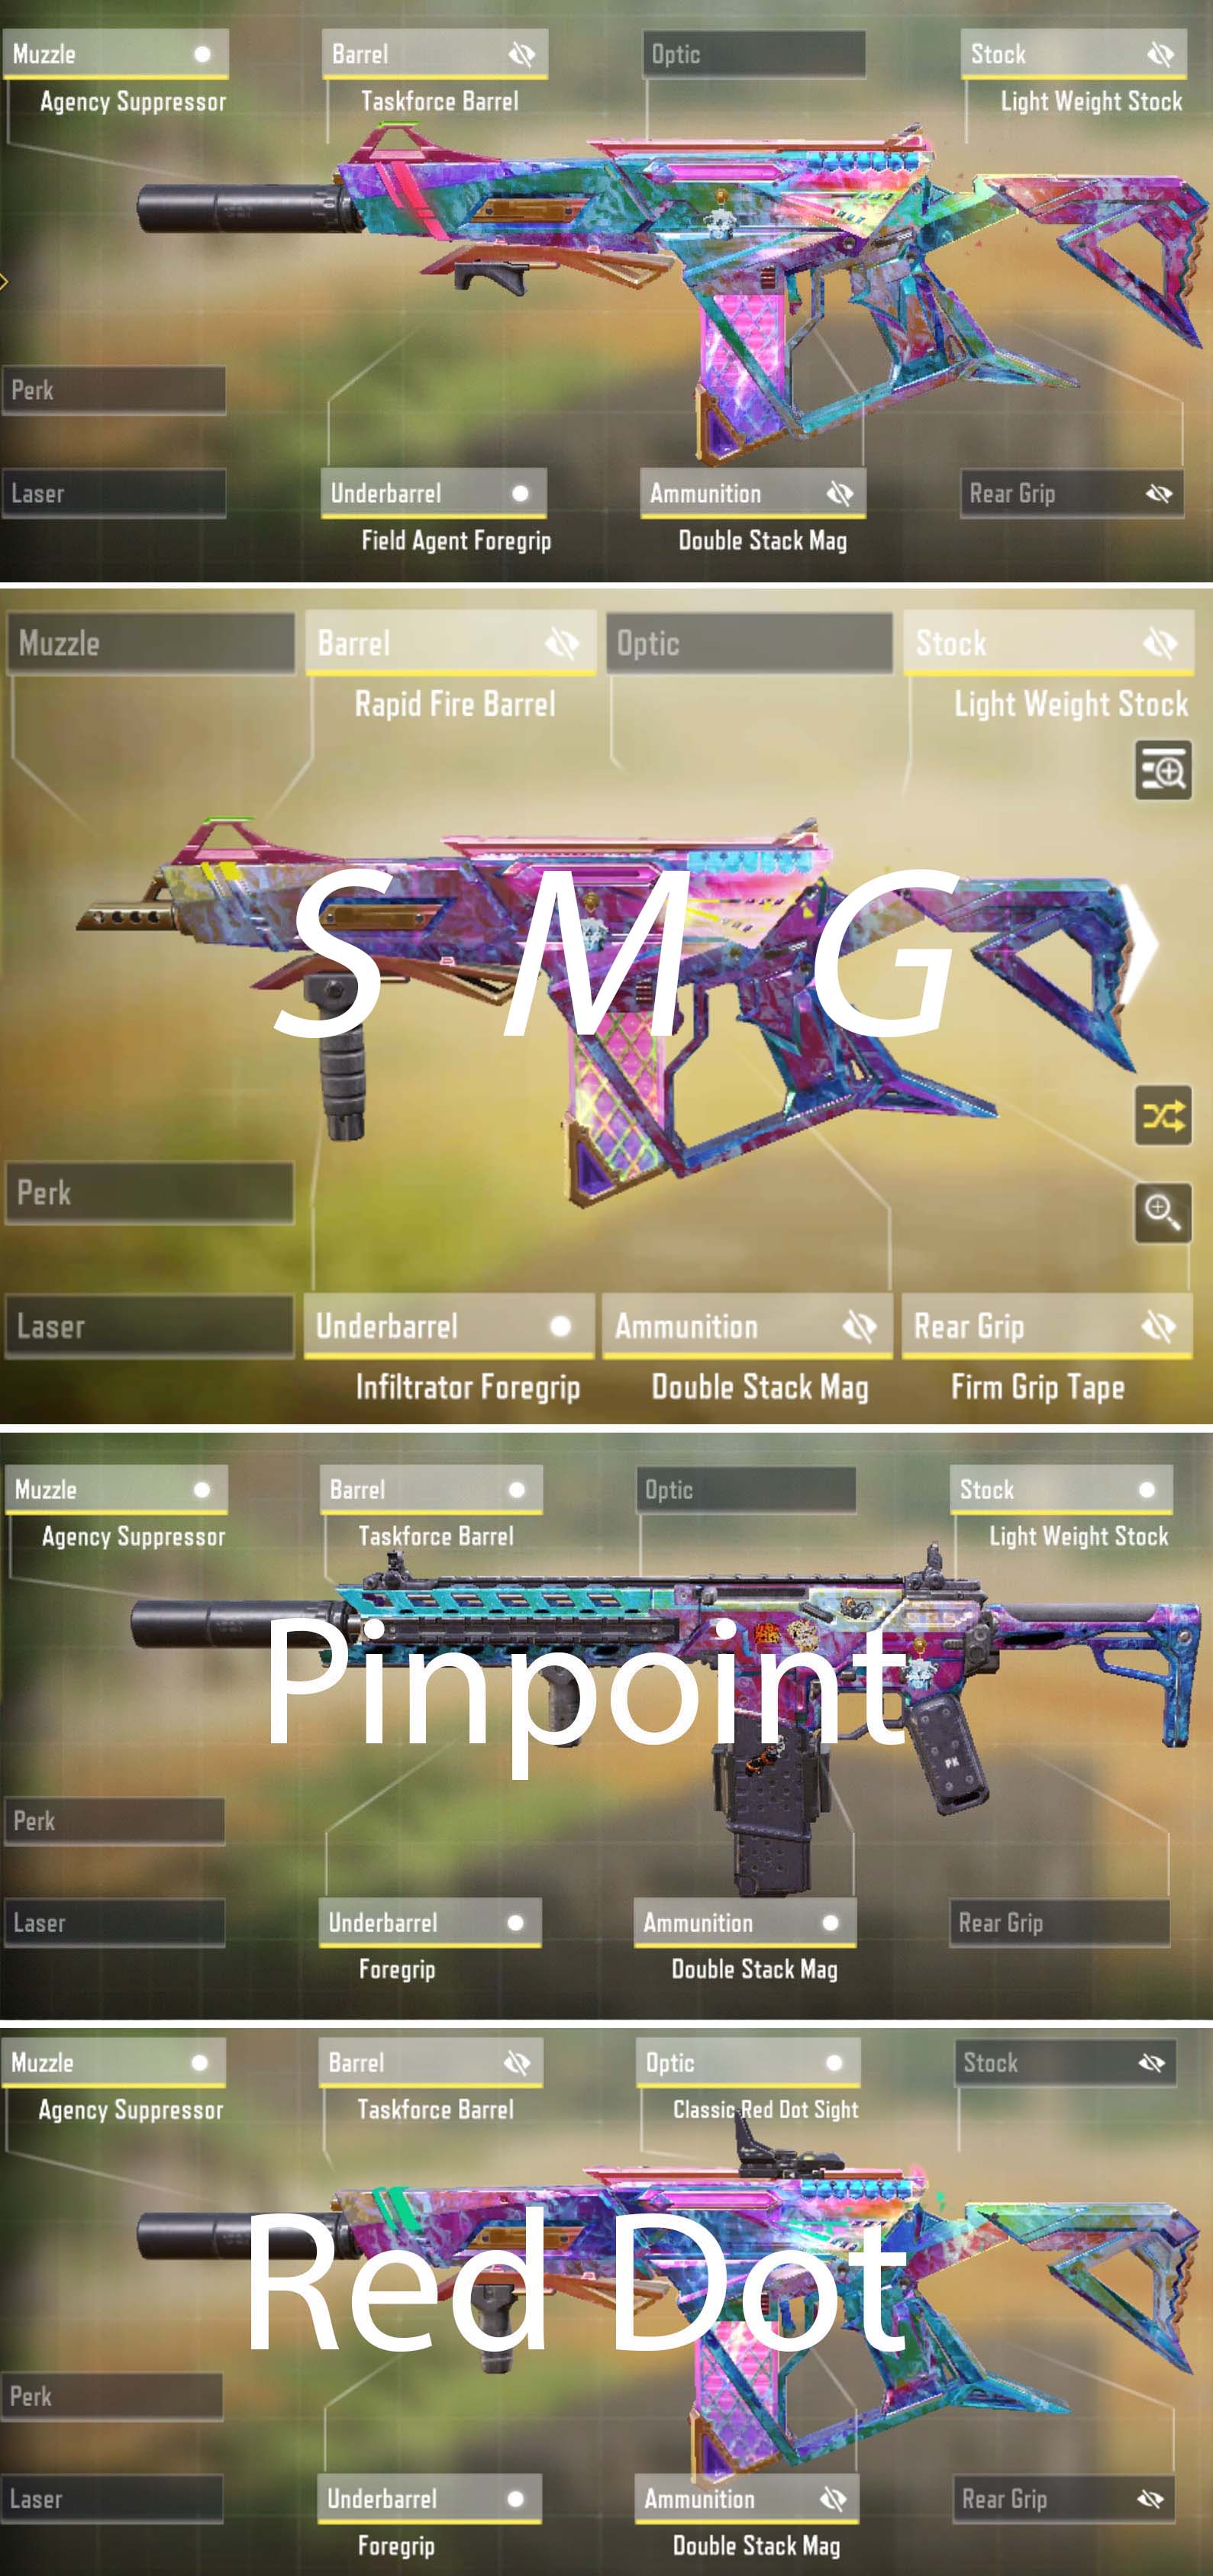 Muzzle Barrel Optic Stock
Agency Suppressor Taskforce Barrel Light Weight Stock
Perk
Laser Underbarrel Ammunition Rear Grip
Field Agent Foregrip Double Stack Mag
Muzzle Barrel Optic Stock
Rapid Fire Barrel Light Weight Stock
S M G
Perk
Laser Underbarrel Ammunition Rear Grip
Infiltrator Foregrip Double Stack Mag Firm Grip Tape
Muzzle Barrel Optic Stock
Agency Suppressor Taskforce Barrel Light Weight Stock
Pinpoint
PK
Perk
Laser Underbarrel Ammunition Rear Grip
Foregrip Double Stack Mag
Muzzle Barrel Optic Stock
Agency Suppressor Taskforce Barrel Classic Red Dot Sight
Red Dot
Perk
Laser Underbarrel Ammunition Rear Grip
Foregrip Double Stack Mag